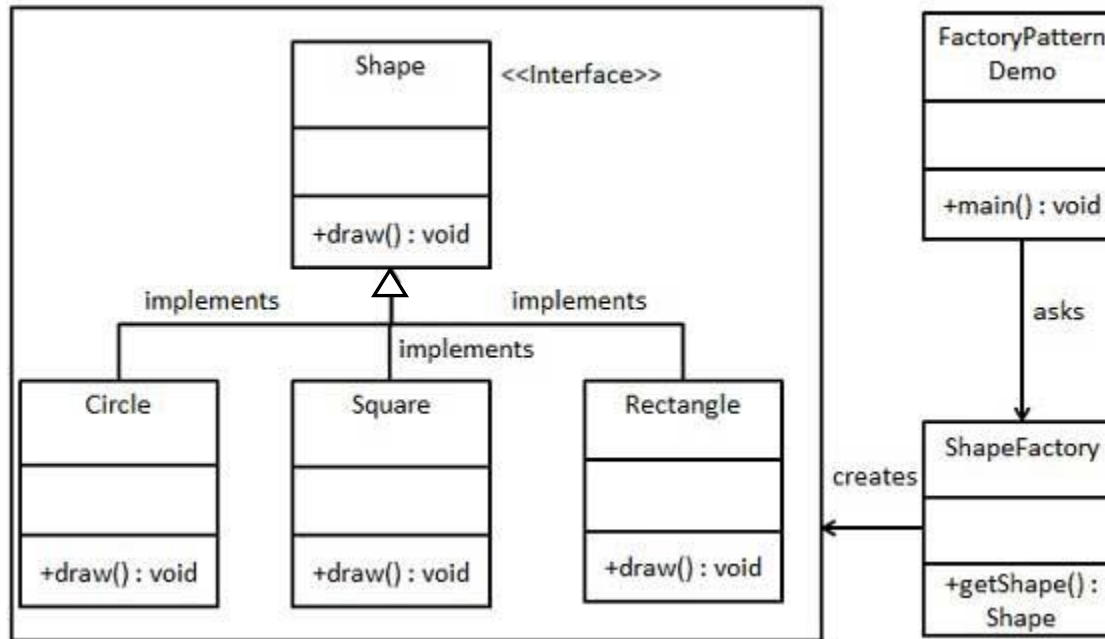 Shape
<<Interface>>
+draw() : void
implements
implements
implements
Circle
+draw() : void
Square
+draw() : void
Rectangle
+draw() : void
FactoryPattern
Demo
+main() : void
asks
ShapeFactory
+getShape() :
Shape
creates